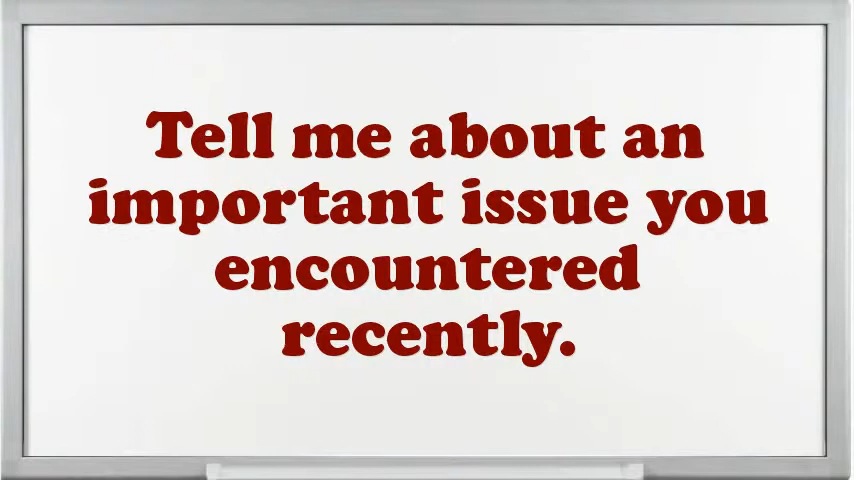 Tell me about an
important issue you
encountered
recently.